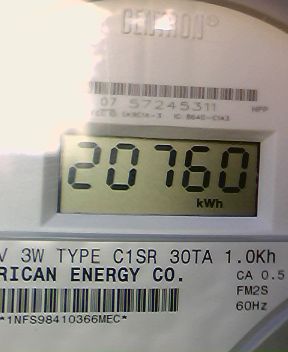 CENTRON®
07 57245311 HPP
20760
kWh
V 3W TYPE C1SR 30TA 1.0Kh
RICAN ENERGY CO. CA 0.5
FM2S
*1NFS98410366MEC* 60Hz